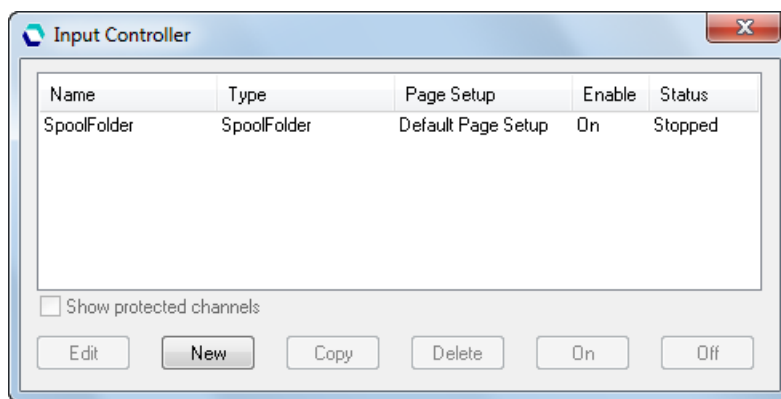 Input Controller
Name Type Page Setup Enable Status
SpoolFolder SpoolFolder Default Page Setup On Stopped
Show protected channels
Edit New Copy Delete On Off